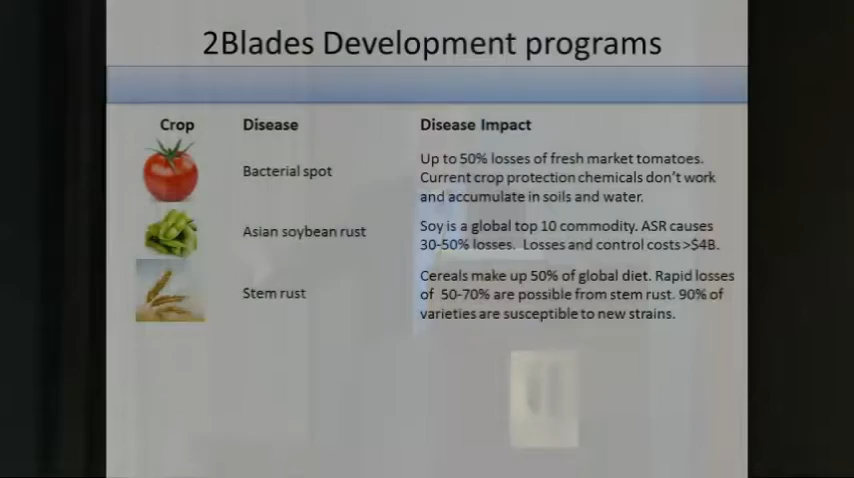 2Blades Development programs
Crop Disease Disease Impact
Bacterial spot
Up to 50% losses of fresh market tomatoes.
Current crop protection chemicals don't work
and accumulate in soils and water.
Asian soybean rust
Soy is a global top 10 commodity. ASR causes
30-50% losses. Losses and control costs >$4B.
Stem rust
Cereals make up 50% of global diet. Rapid losses
of 50-70% are possible from stem rust. 90% of
varieties are susceptible to new strains.